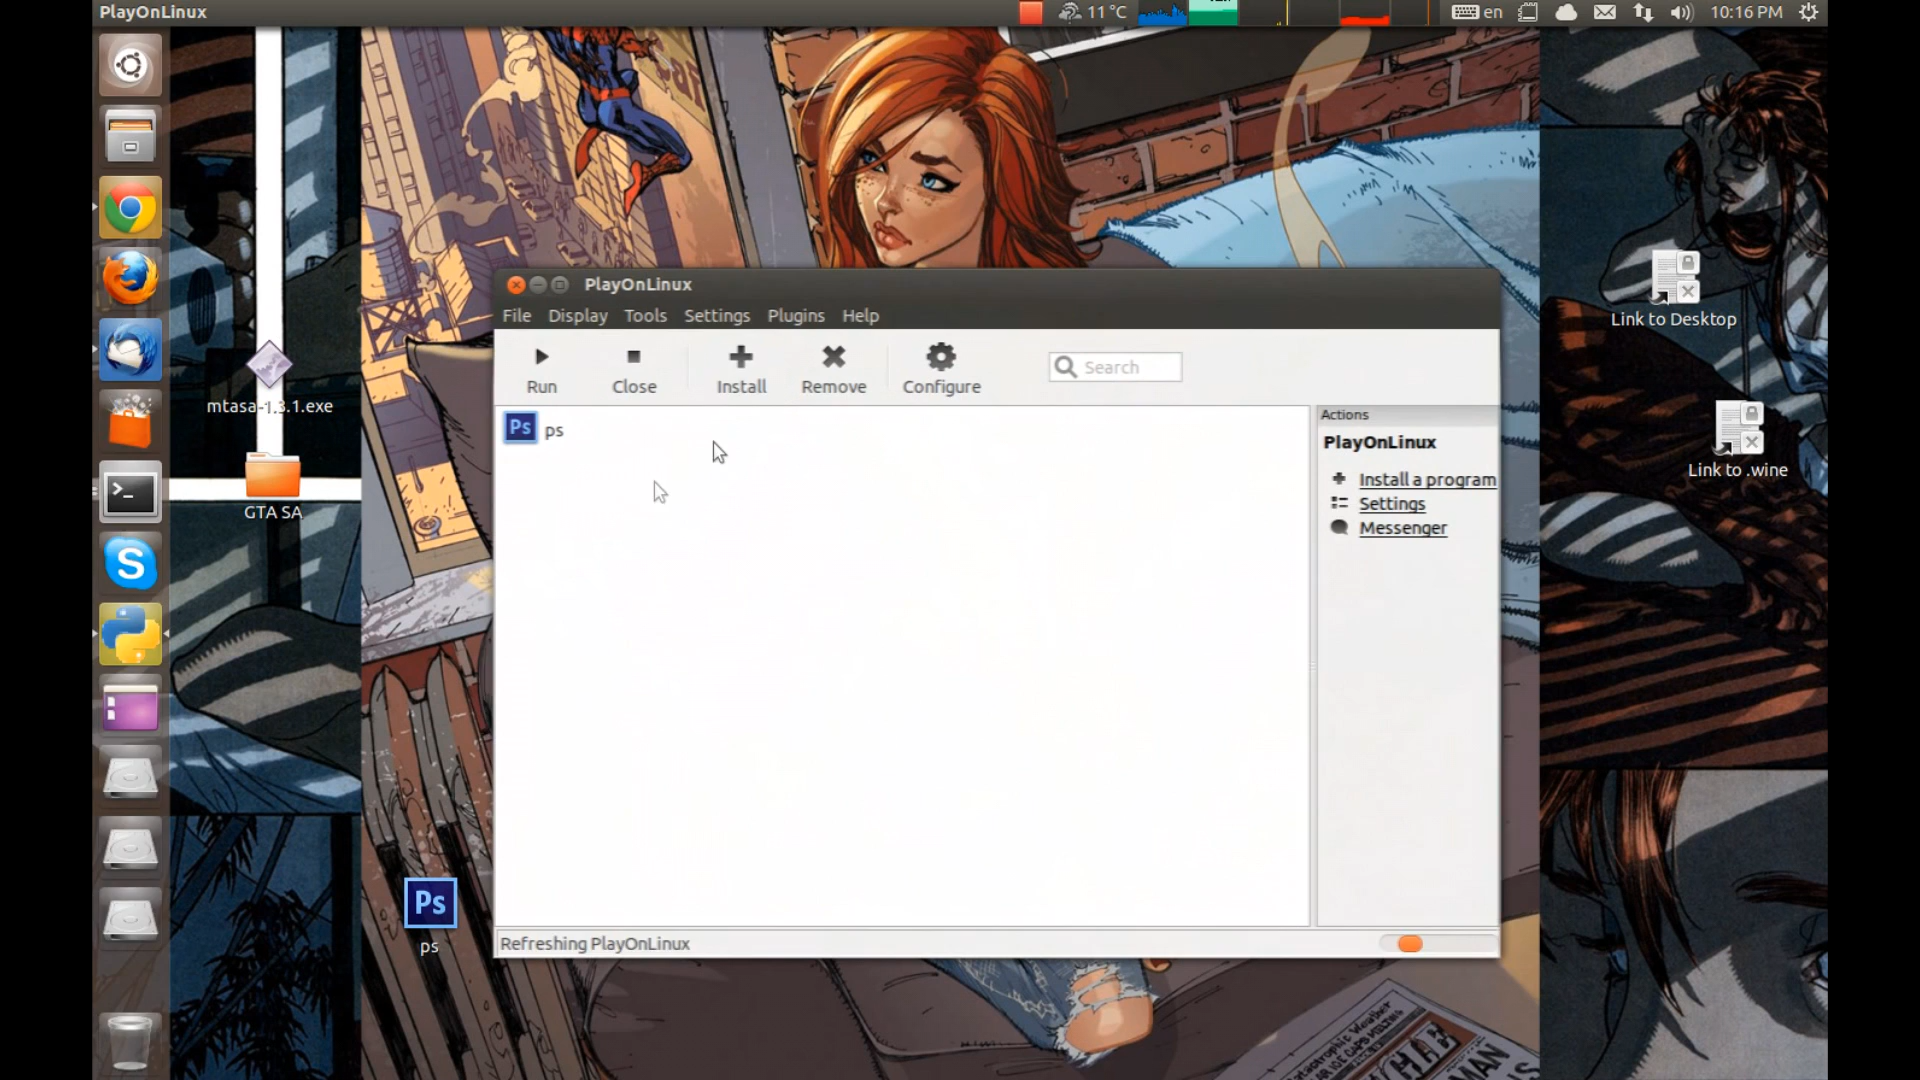 PlayOnLinux
11 °C
en
10:16 PM
mtasa-1.3.1.exe
GTA SA
PlayOnLinux
File Display Tools Settings Plugins Help
Run Close Install Remove Configure Search
Ps ps
Actions
PlayOnLinux
Install a program
Settings
Messenger
Refreshing PlayOnLinux
Link to Desktop
Link to .wine
Ps
ps